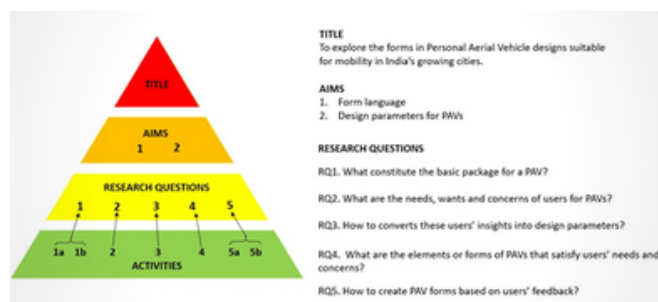 TITLE
AIMS
1 2
RESEARCH QUESTIONS
1 2 3 4 5
1a 1b 2 3 4 5a 5b
ACTIVITIES
TITLE
To explore the forms in Personal Aerial Vehicle designs suitable
for mobility in India's growing cities.
AIMS
1. Form language
2. Design parameters for PAVs
RESEARCH QUESTIONS
RQ1. What constitute the basic package for a PAV?
RQ2. What are the needs, wants and concerns of users for PAVs?
RQ3. How to converts these users' insights into design parameters?
RQ4. What are the elements or forms of PAVs that satisfy users' needs and
concerns?
RQ5. How to create PAV forms based on users' feedback?